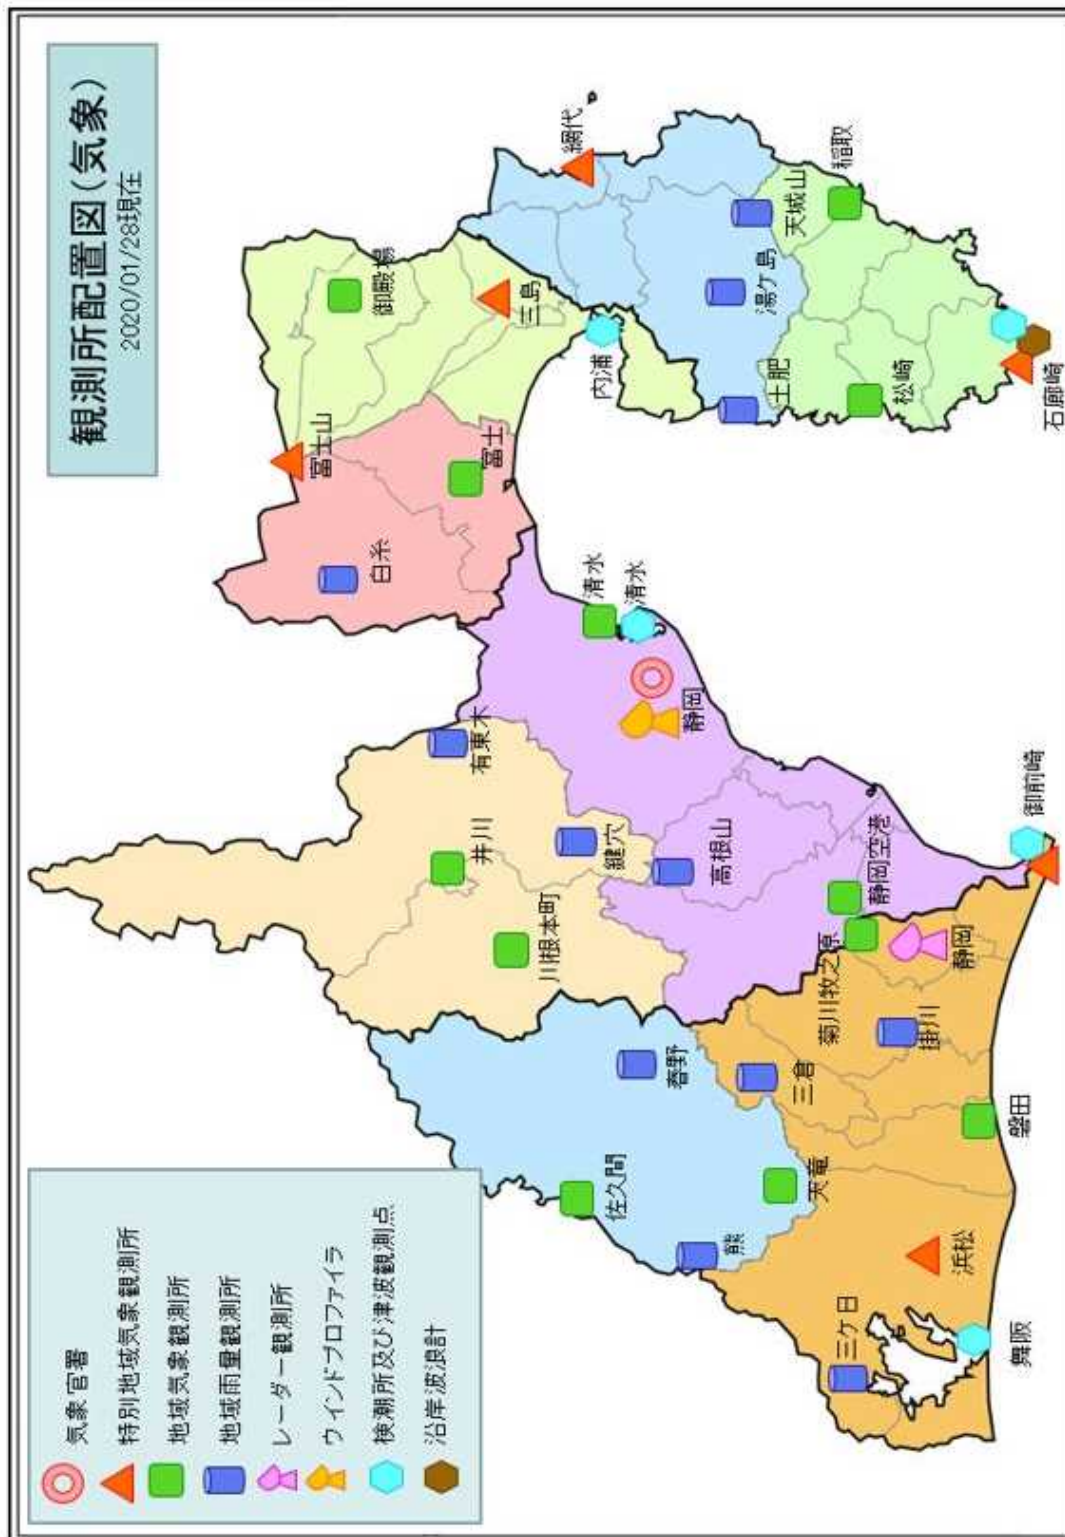 観測所配置図(気象)
2020/01/28現在
気象官署
特別地域気象観測所
地域気象観測所
地域雨量観測所
レーダー観測所
ウインドプロファイラ
検潮所及び津波観測点
沿岸波浪計
井川
有東木
川根本町
鍵穴
高根山
白糸
富士山
富士
御殿場
三島
内浦
網代
清水
清水
静岡
佐久間
春野
熊
天竜
三倉
三ケ日
浜松
舞阪
磐田
掛川
菊川牧之原
静岡
静岡空港
御前崎
土肥
湯ケ島
天城山
稲取
松崎
石廊崎